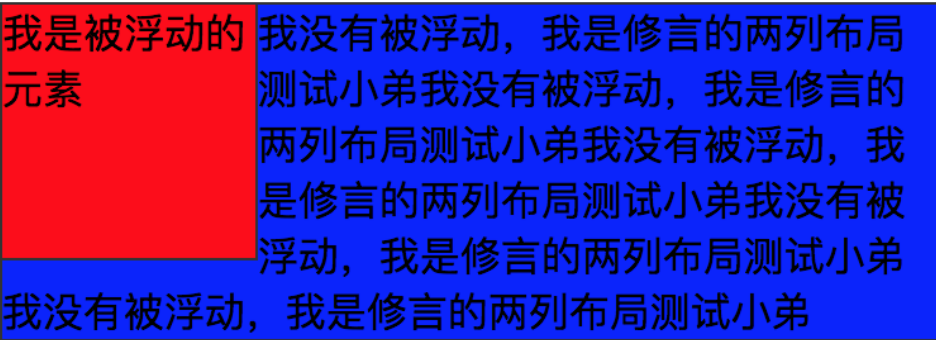 我是被浮动的
元素
我没有被浮动，我是修言的两列布局
测试小弟我没有被浮动，我是修言的
两列布局测试小弟我没有被浮动，我
是修言的两列布局测试小弟我没有被
浮动，我是修言的两列布局测试小弟
我没有被浮动，我是修言的两列布局测试小弟